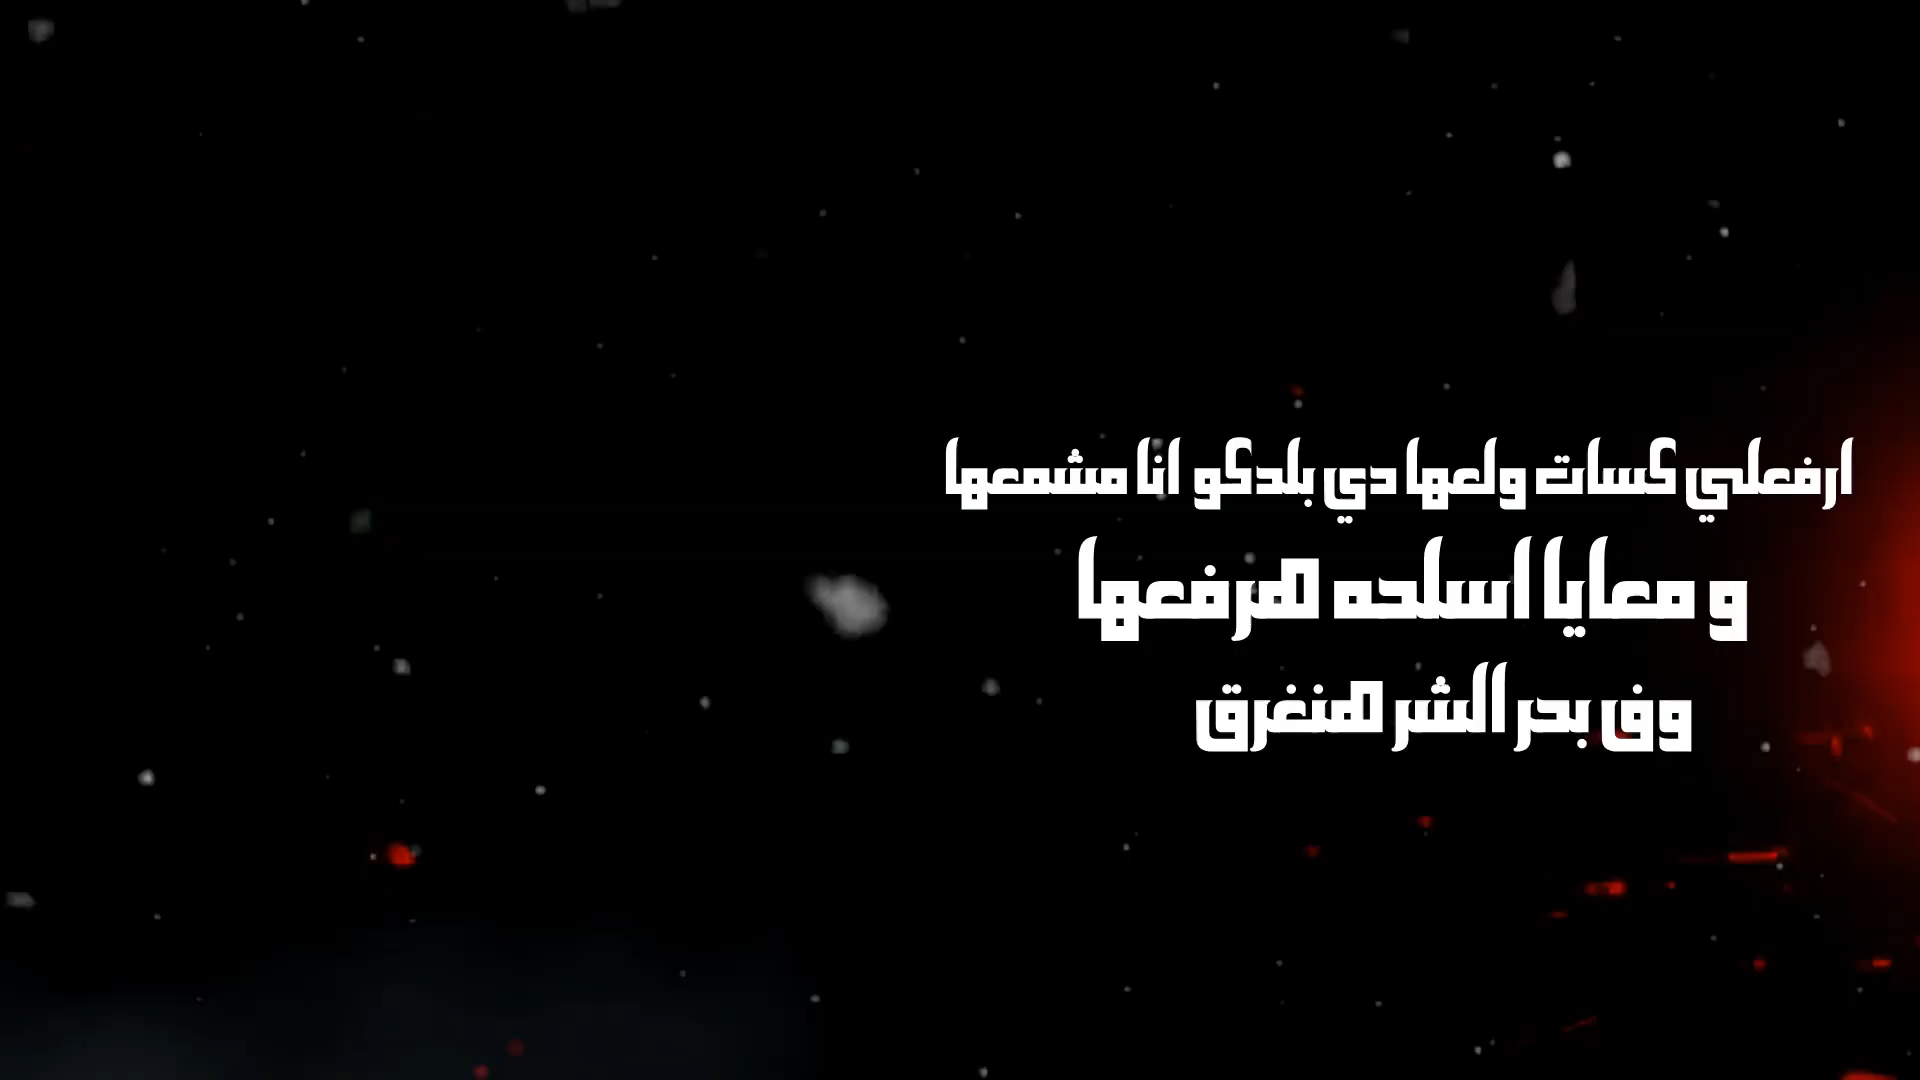 ارفعلي كسات ولعها دي بلدكو انا مشمعها
و معايا اسلحه هرفعها
وف بحر الشر هنغرق